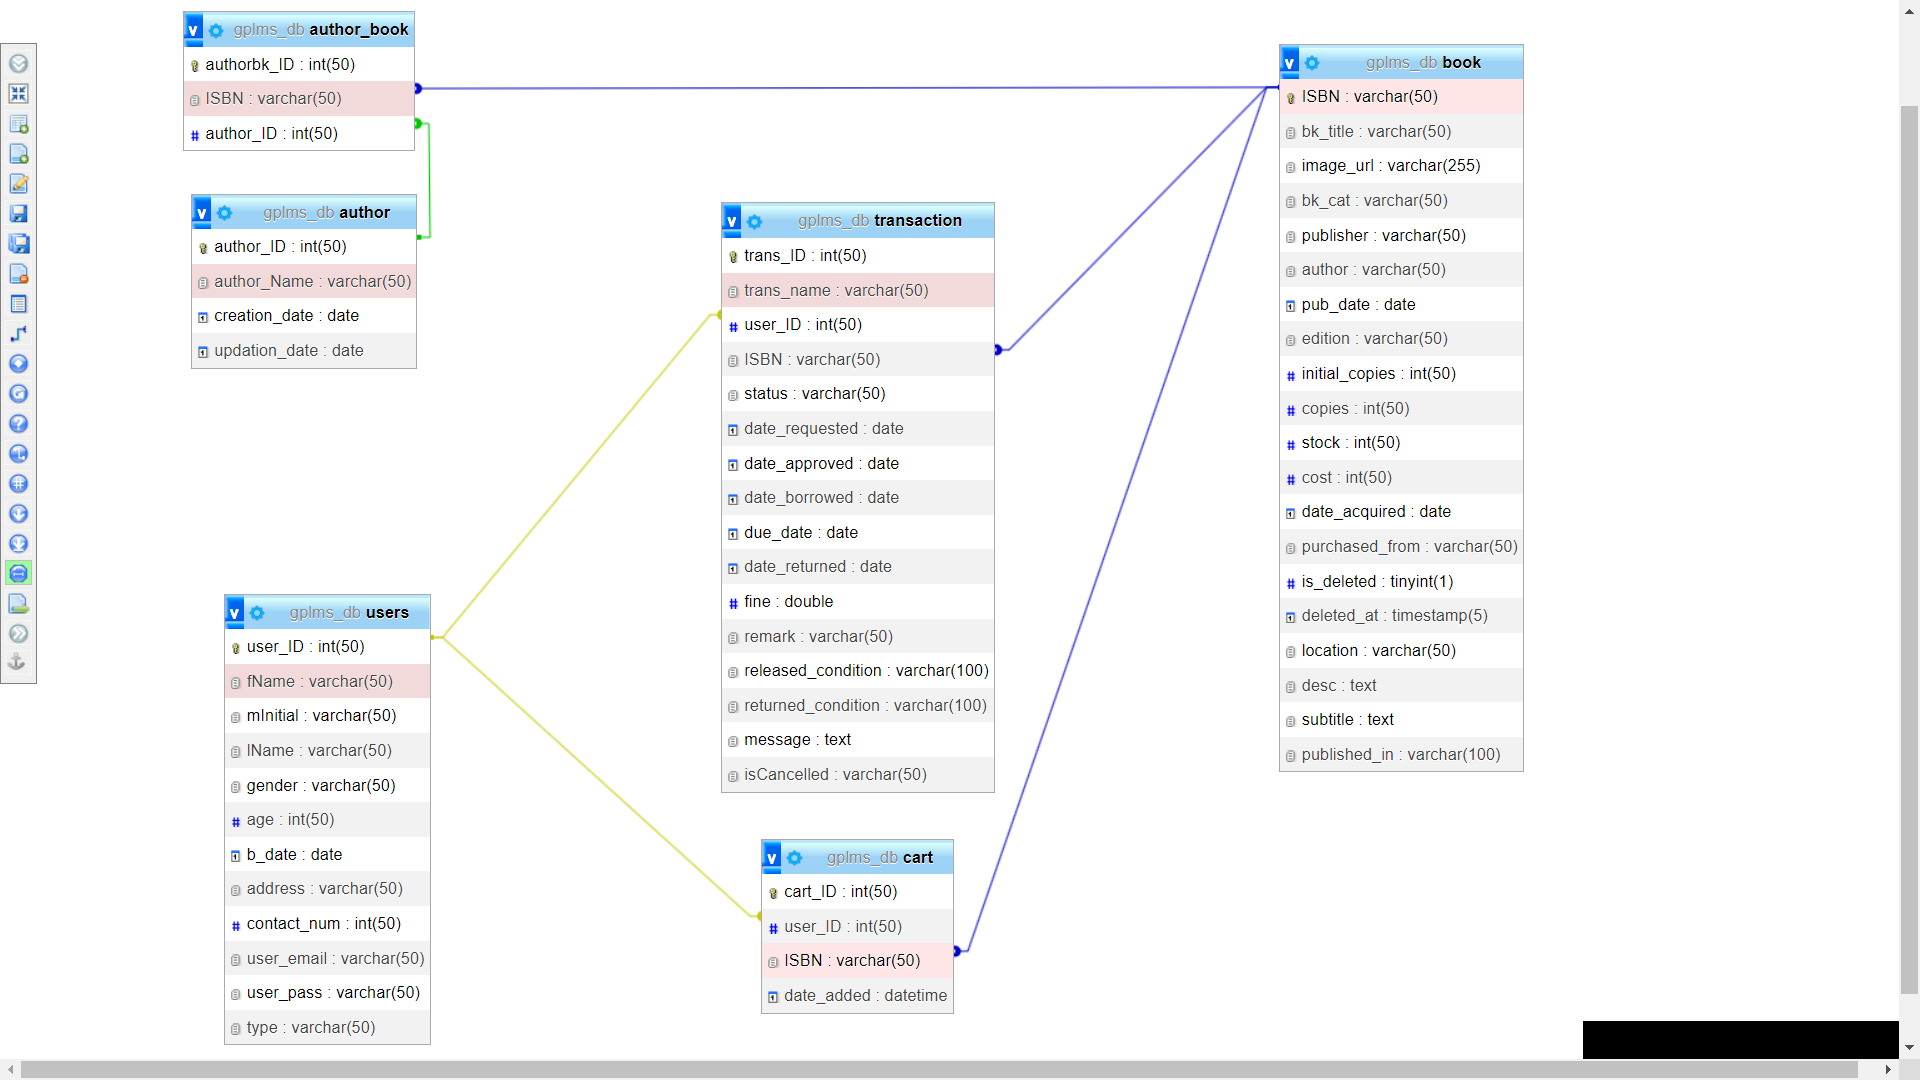 gplms_db author_book
authorbk_ID : int(50)
ISBN : varchar(50)
author_ID : int(50)
gplms_db author
author_ID : int(50)
author_Name : varchar(50)
creation_date : date
updation_date : date
gplms_db users
user_ID : int(50)
fName : varchar(50)
mInitial : varchar(50)
lName : varchar(50)
gender : varchar(50)
age : int(50)
b_date : date
address : varchar(50)
contact_num : int(50)
user_email : varchar(50)
user_pass : varchar(50)
type : varchar(50)
gplms_db transaction
trans_ID : int(50)
trans_name : varchar(50)
user_ID : int(50)
ISBN : varchar(50)
status : varchar(50)
date_requested : date
date_approved : date
date_borrowed : date
due_date : date
date_returned : date
fine : double
remark : varchar(50)
released_condition : varchar(100)
returned_condition : varchar(100)
message : text
isCancelled : varchar(50)
gplms_db cart
cart_ID : int(50)
user_ID : int(50)
ISBN : varchar(50)
date_added : datetime
gplms_db book
ISBN : varchar(50)
bk_title : varchar(50)
image_url : varchar(255)
bk_cat : varchar(50)
publisher : varchar(50)
author : varchar(50)
pub_date : date
edition : varchar(50)
initial_copies : int(50)
copies : int(50)
stock : int(50)
cost : int(50)
date_acquired : date
purchased_from : varchar(50)
is_deleted : tinyint(1)
deleted_at : timestamp(5)
location : varchar(50)
desc : text
subtitle : text
published_in : varchar(100)